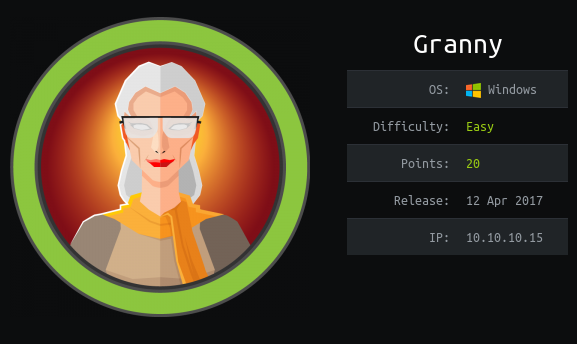 Granny
OS: Windows
Difficulty: Easy
Points: 20
Release: 12 Apr 2017
IP: 10.10.10.15